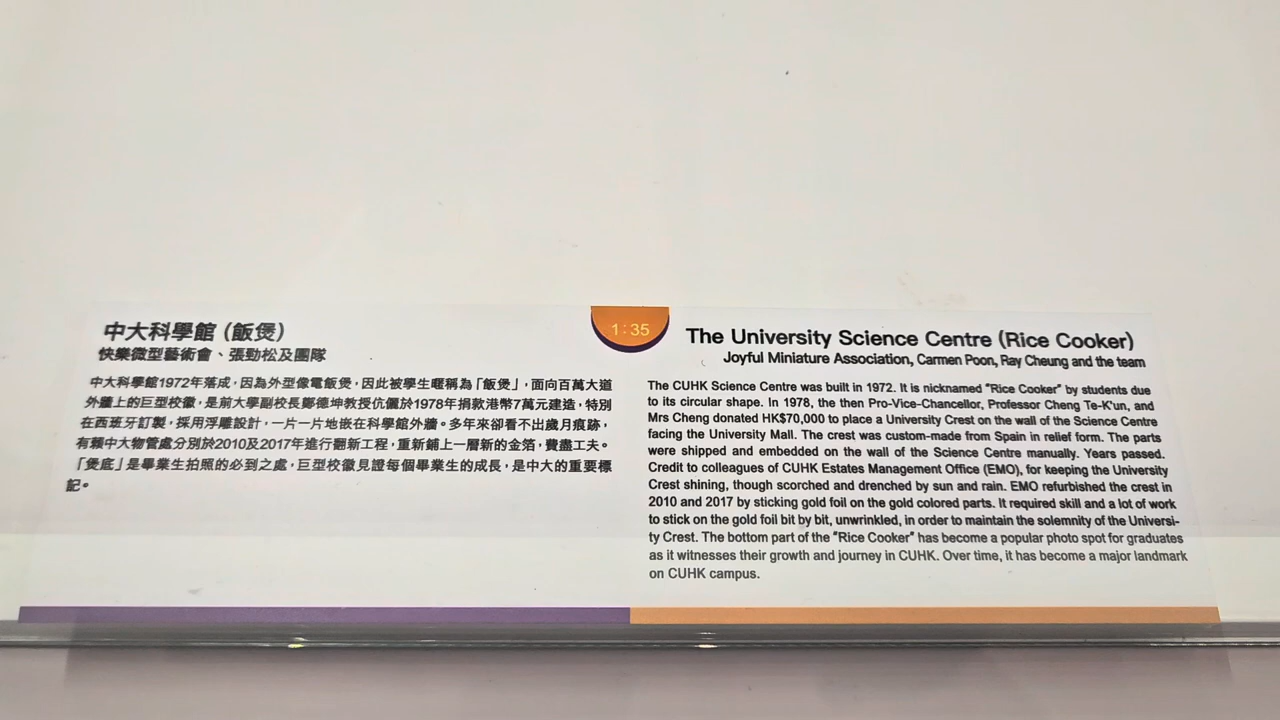 中大科學館（飯煲）
快樂微型藝術會、張勁松及團隊
中大科學館1972年落成，因為外型像電飯煲，因此被學生暱稱為「飯煲」，面向百萬大道
外牆上的巨型校徽，是前大學副校長鄭德坤教授伉儷於1978年捐款港幣7萬元建造，特別
在西班牙訂製，採用浮雕設計，一片一片地嵌在科學館外牆。多年來卻看不出歲月痕跡，
有賴中大物管處分別於2010及2017年進行翻新工程，重新鋪上一層新的金箔，費盡工夫。
「煲底」是畢業生拍照的必到之處，巨型校徽見證每個畢業生的成長，是中大的重要標
記。
1:35
The University Science Centre (Rice Cooker)
Joyful Miniature Association, Carmen Poon, Ray Cheung and the team
The CUHK Science Centre was built in 1972. It is nicknamed “Rice Cooker” by students due
to its circular shape. In 1978, the then Pro-Vice-Chancellor, Professor Cheng Te-K'un, and
Mrs Cheng donated HK$70,000 to place a University Crest on the wall of the Science Centre
facing the University Mall. The crest was custom-made from Spain in relief form. The parts
were shipped and embedded on the wall of the Science Centre manually. Years passed.
Credit to colleagues of CUHK Estates Management Office (EMO), for keeping the University
Crest shining, though scorched and drenched by sun and rain. EMO refurbished the crest in
2010 and 2017 by sticking gold foil on the gold colored parts. It required skill and a lot of work
to stick on the gold foil bit by bit, unwrinkled, in order to maintain the solemnity of the Universi-
ty Crest. The bottom part of the “Rice Cooker” has become a popular photo spot for graduates
as it witnesses their growth and journey in CUHK. Over time, it has become a major landmark
on CUHK campus.